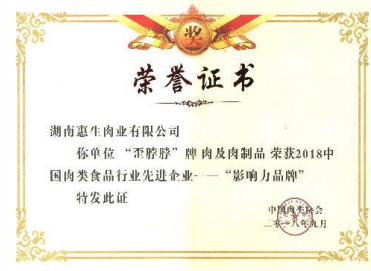 奖
荣誉证书
湖南惠生肉业有限公司
你单位“歪脖脖”牌 肉及肉制品 荣获2018中
国肉类食品行业先进企业——“影响力品牌”
特发此证
中国肉类协会
二零一八年九月